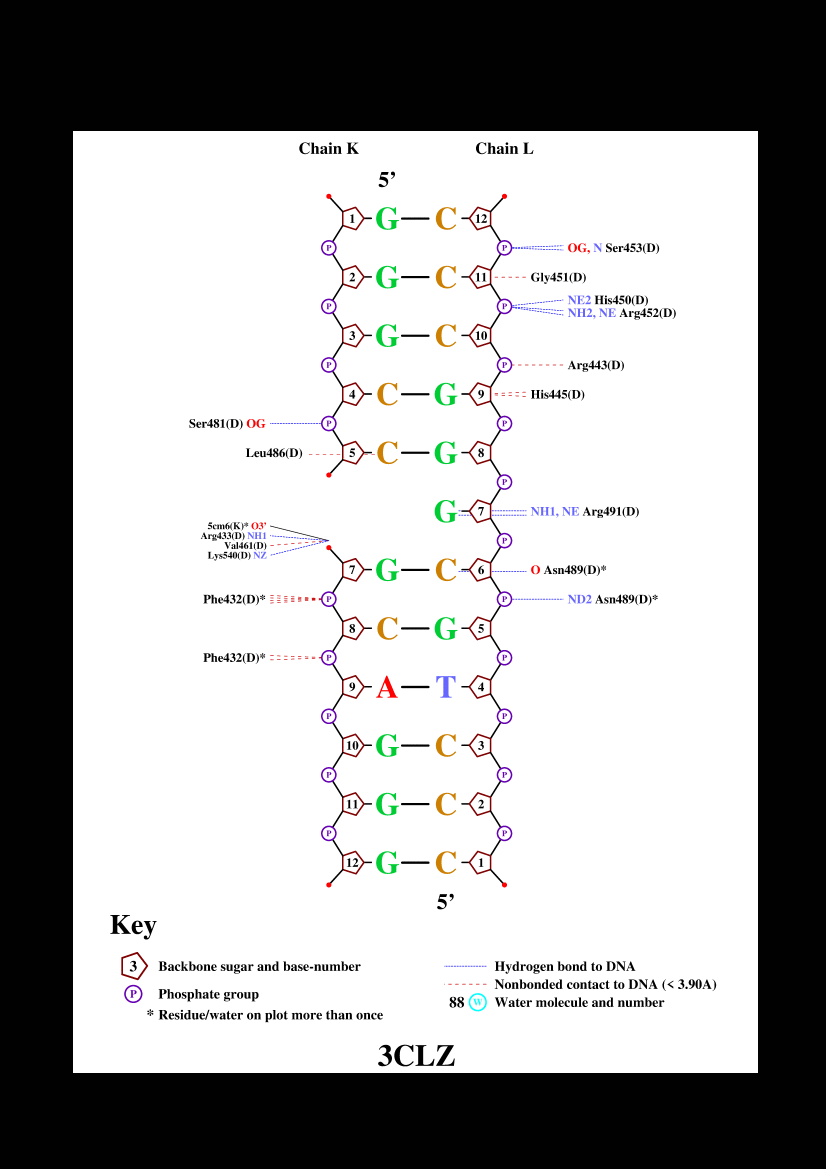 Chain K Chain L
5’
1 G C 12
P P OG, N Ser453(D)
2 G C 11 Gly451(D)
P P NE2 His450(D)
NH2, NE Arg452(D)
3 G C 10
P P Arg443(D)
4 C G 9 His445(D)
Ser481(D) OG P P
Leu486(D) 5 C G 8
P
G 7 NH1, NE Arg491(D)
5cm6(K)* O3'
Arg433(D) NH1 P
Val461(D)
Lys540(D) NZ
7 G C 6 O Asn489(D)*
Phe432(D)* P P ND2 Asn489(D)*
8 C G 5
Phe432(D)* P P
9 A T 4
P P
10 G C 3
P P
11 G C 2
P P
12 G C 1
5’
Key
3 Backbone sugar and base-number
P Phosphate group
* Residue/water on plot more than once
Hydrogen bond to DNA
Nonbonded contact to DNA (< 3.90A)
88 W Water molecule and number
3CLZ